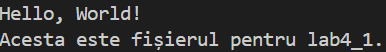 Hello, World!
Acesta este fișierul pentru lab4_1.